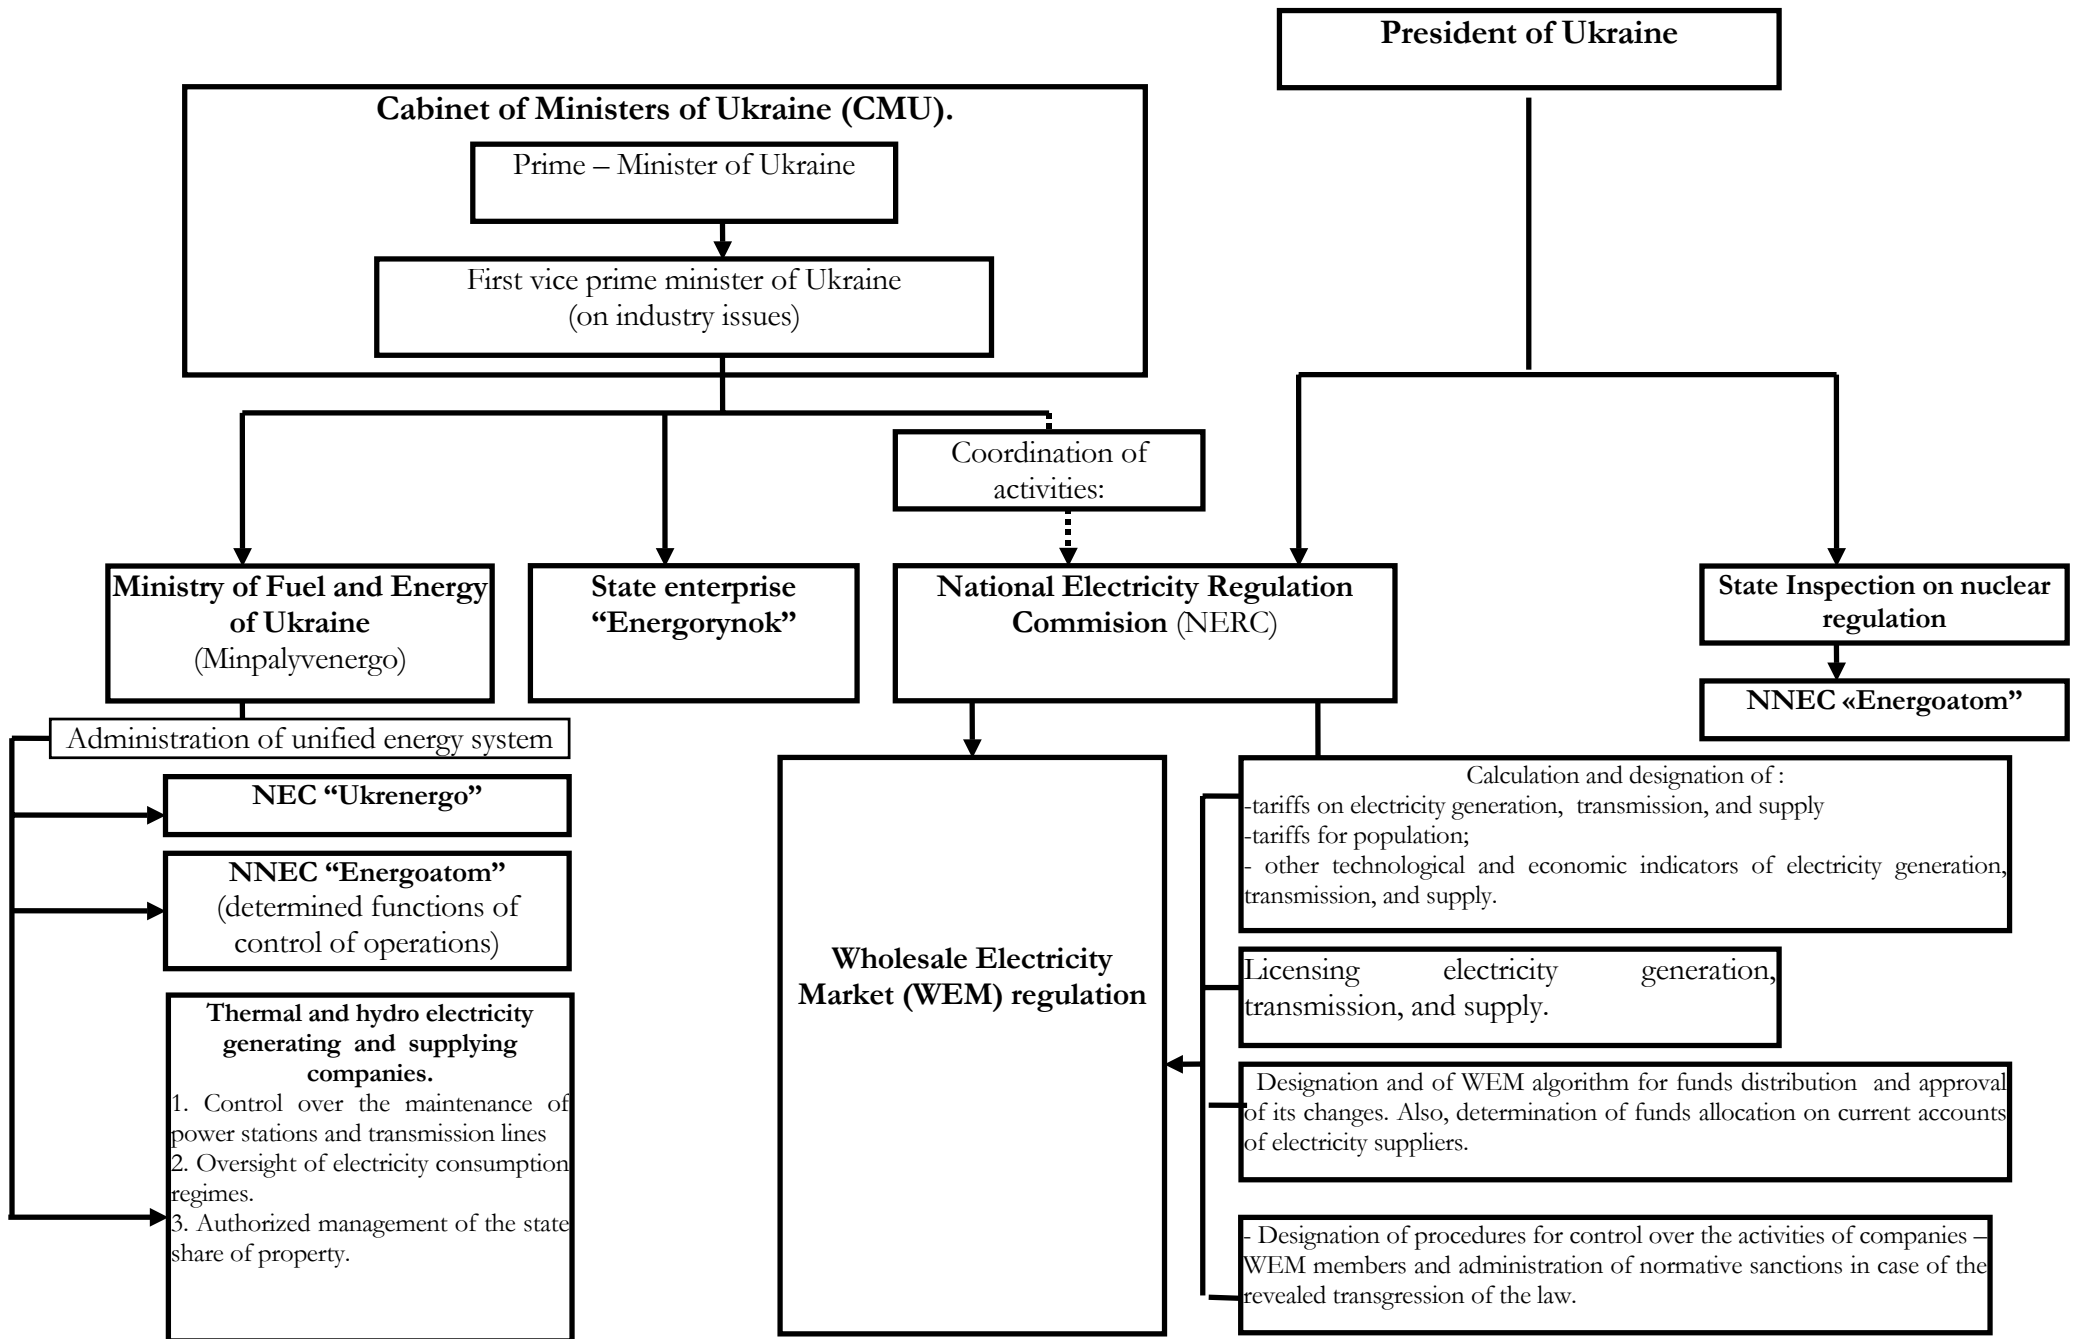 President of Ukraine
Cabinet of Ministers of Ukraine (CMU).
Prime – Minister of Ukraine
First vice prime minister of Ukraine
(on industry issues)
Coordination of
activities:
Ministry of Fuel and Energy
of Ukraine
(Minpalyvenergo)
State enterprise
“Energorynok”
National Electricity Regulation
Commision (NERC)
State Inspection on nuclear
regulation
NNEC «Energoatom”
Administration of unified energy system
NEC “Ukrenergo”
NNEC “Energoatom”
(determined functions of
control of operations)
Thermal and hydro electricity
generating and supplying
companies.
1. Control over the maintenance of
power stations and transmission lines
2. Oversight of electricity consumption
regimes.
3. Authorized management of the state
share of property.
Wholesale Electricity
Market (WEM) regulation
Calculation and designation of :
-tariffs on electricity generation, transmission, and supply
-tariffs for population;
- other technological and economic indicators of electricity generation,
transmission, and supply.
Licensing electricity generation,
transmission, and supply.
Designation and of WEM algorithm for funds distribution and approval
of its changes. Also, determination of funds allocation on current accounts
of electricity suppliers.
- Designation of procedures for control over the activities of companies –
WEM members and administration of normative sanctions in case of the
revealed transgression of the law.